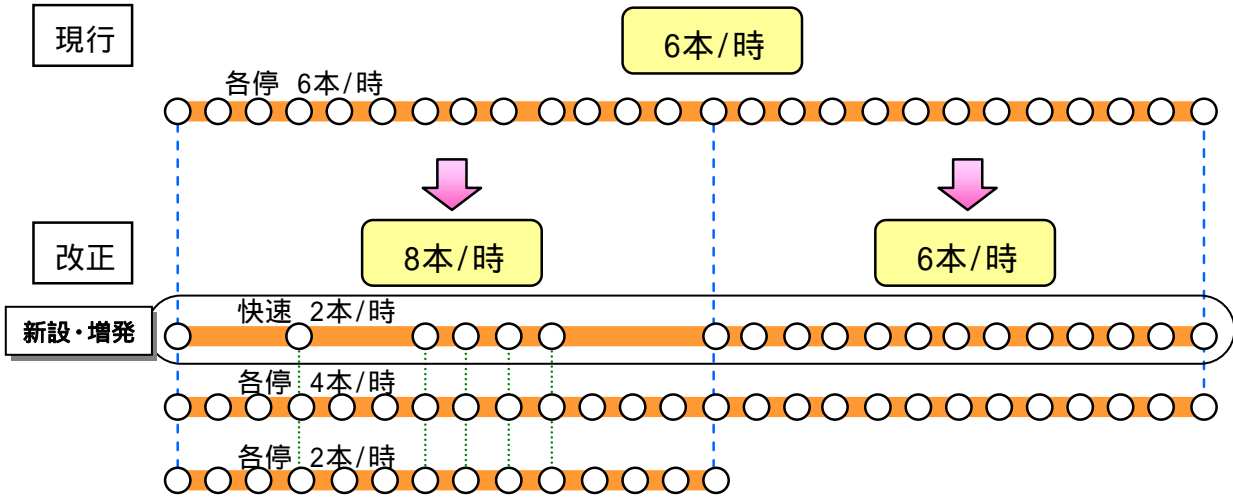 現行
6本/時
各停 6本/時
改正
8本/時
6本/時
新設・増発
快速 2本/時
各停 4本/時
各停 2本/時